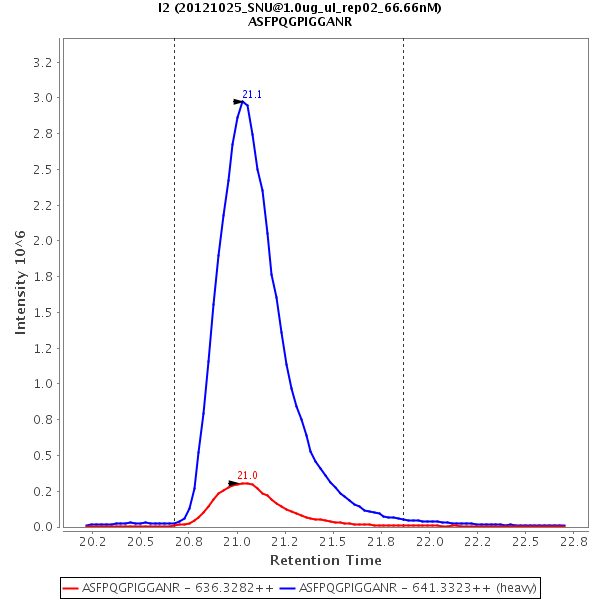 I2 (20121025_SNU@1.0ug_ul_rep02_66.66nM)
ASFPQGPIGGANR
Intensity 10^6
3.2
3.0
2.8
2.5
2.2
2.0
1.8
1.5
1.2
1.0
0.8
0.5
0.2
0.0
21.1
21.0
20.2 20.5 20.8 21.0 21.2 21.5 21.8 22.0 22.2 22.5 22.8
Retention Time
ASFPQGPIGGANR - 636.3282++ ASFPQGPIGGANR - 641.3323++ (heavy)